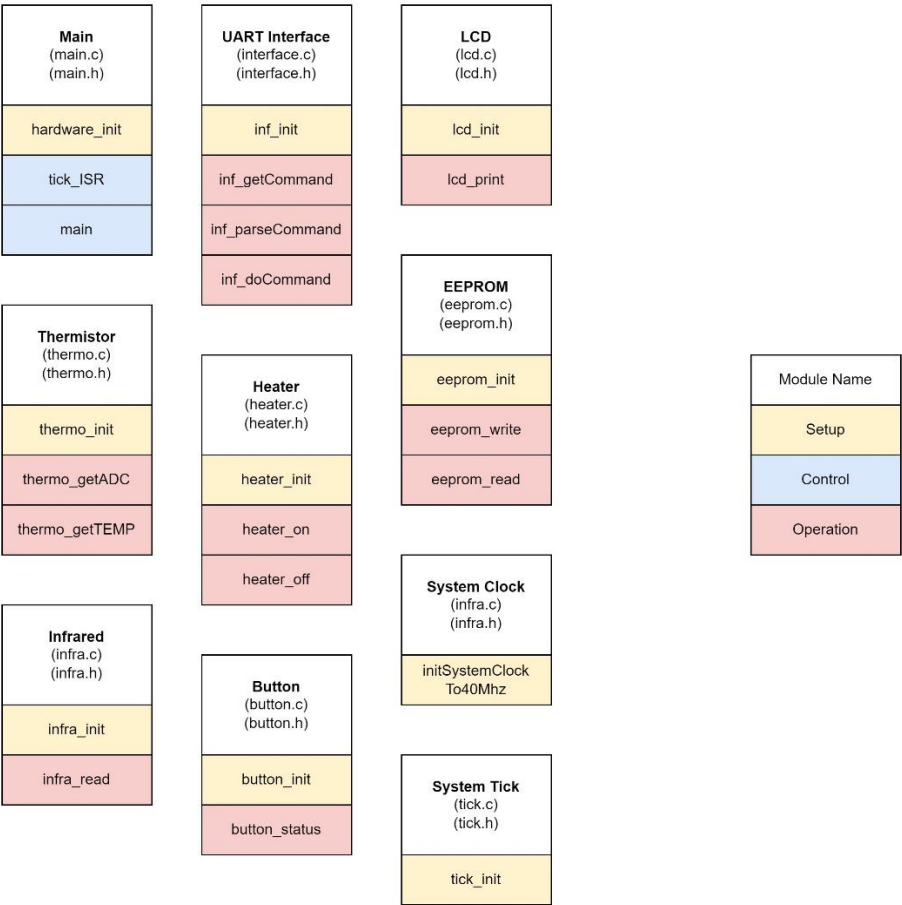 Main
(main.c)
(main.h)
hardware_init
tick_ISR
main
UART Interface
(interface.c)
(interface.h)
inf_init
inf_getCommand
inf_parseCommand
inf_doCommand
LCD
(lcd.c)
(lcd.h)
lcd_init
lcd_print
Thermistor
(thermo.c)
(thermo.h)
thermo_init
thermo_getADC
thermo_getTEMP
Heater
(heater.c)
(heater.h)
heater_init
heater_on
heater_off
EEPROM
(eeprom.c)
(eeprom.h)
eeprom_init
eeprom_write
eeprom_read
Module Name
Setup
Control
Operation
Infrared
(infra.c)
(infra.h)
infra_init
infra_read
Button
(button.c)
(button.h)
button_init
button_status
System Clock
(infra.c)
(infra.h)
initSystemClock
To40Mhz
System Tick
(tick.c)
(tick.h)
tick_init